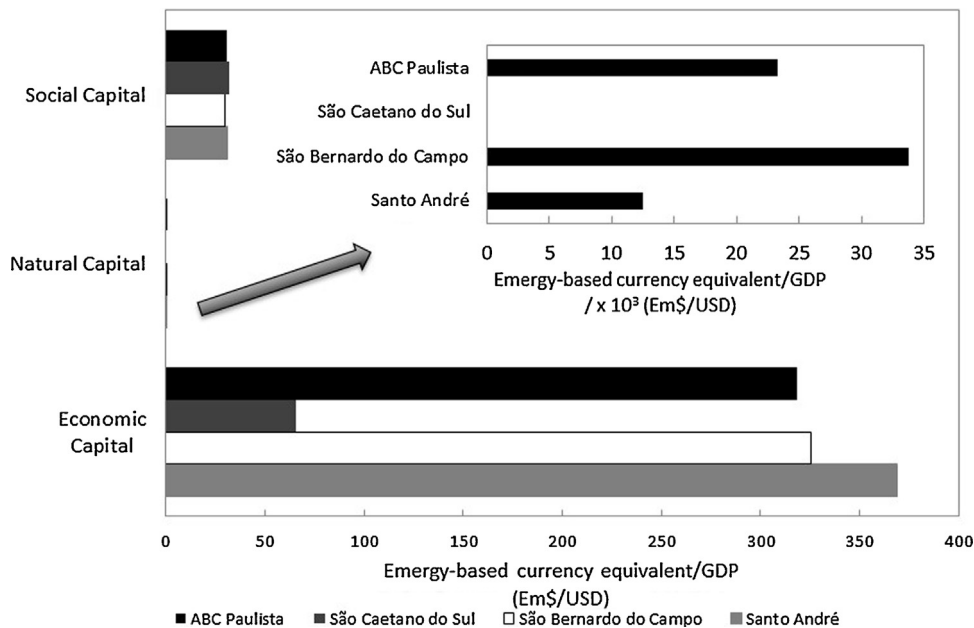 Social Capital
Natural Capital
Economic
Capital
ABC Paulista
São Caetano do Sul
São Bernardo do Campo
Santo André
0 5 10 15 20 25 30 35
Emergy-based currency equivalent/GDP
/ x 10³ (Em$/USD)
0 50 100 150 200 250 300 350 400
Emergy-based currency equivalent/GDP
(Em$/USD)
ABC Paulista São Caetano do Sul São Bernardo do Campo Santo André